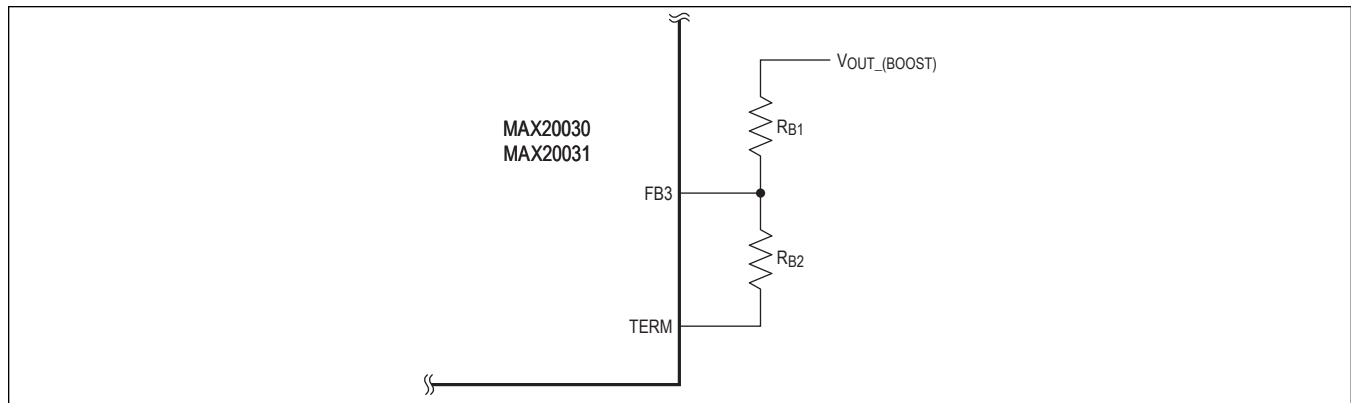 VOUT_(BOOST)
RB1
MAX20030
MAX20031
FB3
RB2
TERM